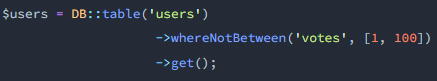 $users = DB::table('users')
->whereNotBetween('votes', [1, 100])
->get();